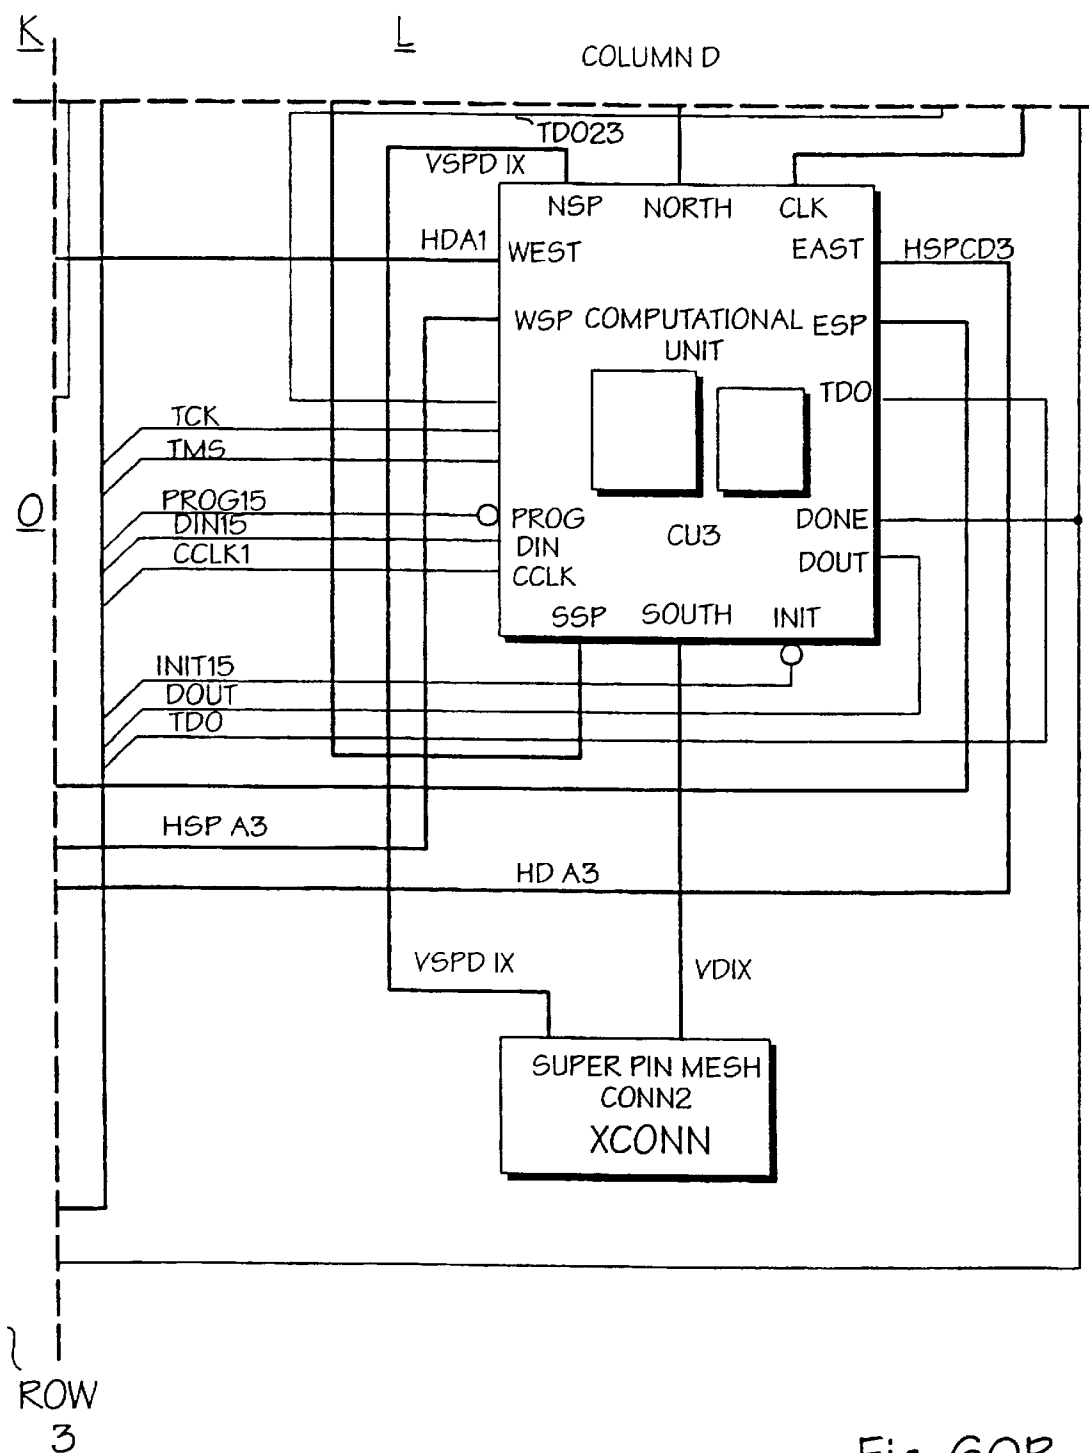 K
L
COLUMN D
TDO23
VSPD IX
NSP NORTH CLK
HDA1
WEST EAST
HSPCD3
WSP COMPUTATIONAL ESP
UNIT
TDO
TCK
TMS
O
PROG15
DIN15
CCLK1
PROG DONE
DIN
CU3
CCLK DOUT
SSP SOUTH INIT
INIT15
DOUT
TDO
HSP A3
HD A3
VSPD IX
VDIX
SUPER PIN MESH
CONN2
XCONN
ROW
3